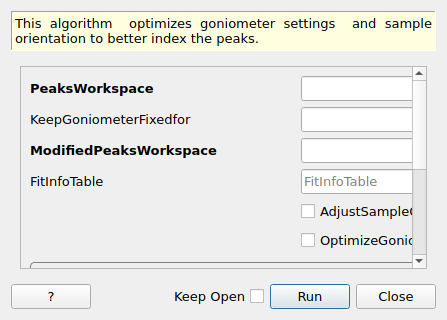 This algorithm optimizes goniometer settings and sample
orientation to better index the peaks.
PeaksWorkspace
KeepGoniometerFixedfor
ModifiedPeaksWorkspace
FitInfoTable FitInfoTable
AdjustSample
OptimizeGonio
? Keep Open Run Close